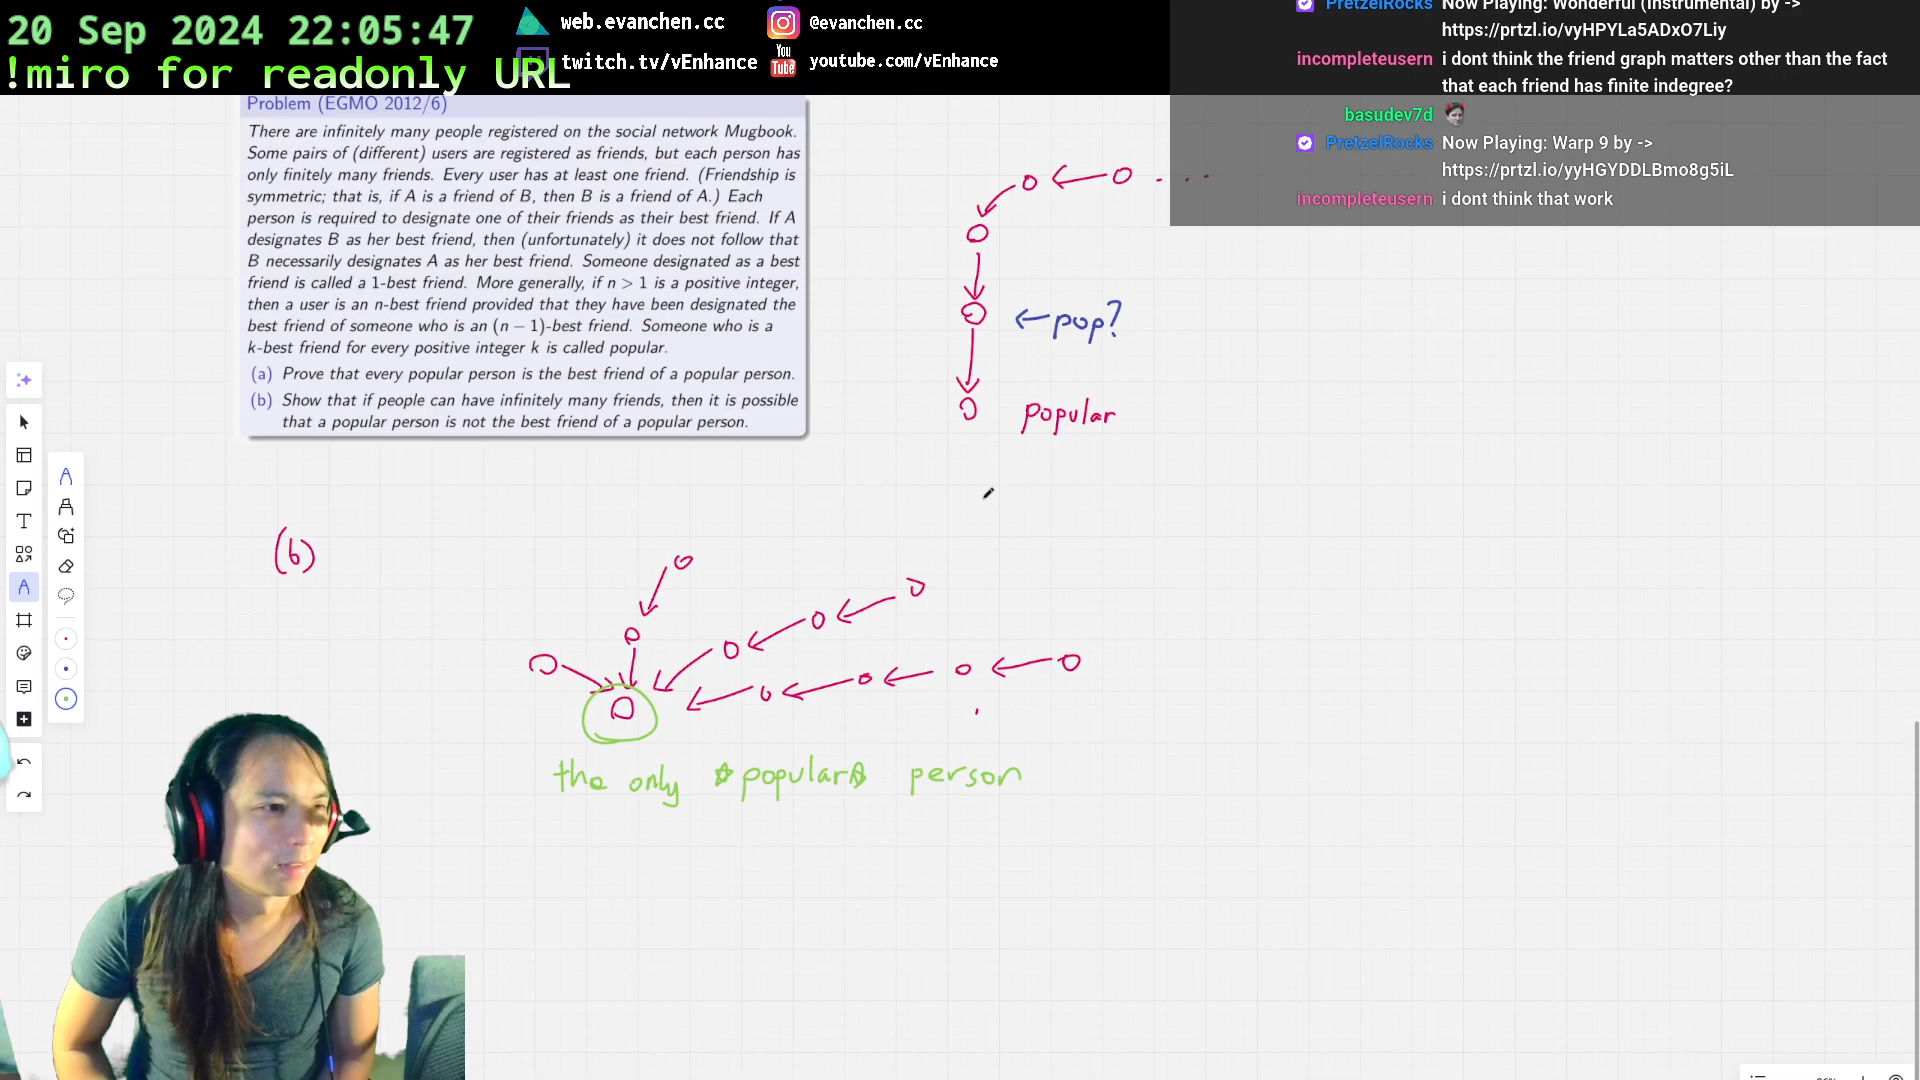 20 Sep 2024 22:05:47
!miro for readonly URL
web.evanchen.cc
@evanchen.cc
twitch.tv/vEnhance
You Tube
youtube.com/vEnhance
PretzelRocks Now Playing: Wonderful (Instrumental) by ->
https://prtzl.io/vyHPYLa5ADxO7Liy
incompleteusern i dont think the friend graph matters other than the fact
that each friend has finite indegree?
basudev7d
PretzelRocks Now Playing: Warp 9 by ->
https://prtzl.io/yyHGYDDLBmo8g5iL
incompleteusern i dont think that work
Problem (EGMO 2012/6)
There are infinitely many people registered on the social network Mugbook.
Some pairs of (different) users are registered as friends, but each person has
only finitely many friends. Every user has at least one friend. (Friendship is
symmetric; that is, if A is a friend of B, then B is a friend of A.) Each
person is required to designate one of their friends as their best friend. If A
designates B as her best friend, then (unfortunately) it does not follow that
B necessarily designates A as her best friend. Someone designated as a best
friend is called a 1-best friend. More generally, if n > 1 is a positive integer,
then a user is an n-best friend provided that they have been designated the
best friend of someone who is an (n − 1)-best friend. Someone who is a
k-best friend for every positive integer k is called popular.
(a) Prove that every popular person is the best friend of a popular person.
(b) Show that if people can have infinitely many friends, then it is possible
that a popular person is not the best friend of a popular person.
←pop?
popular
(b)
the only popular person